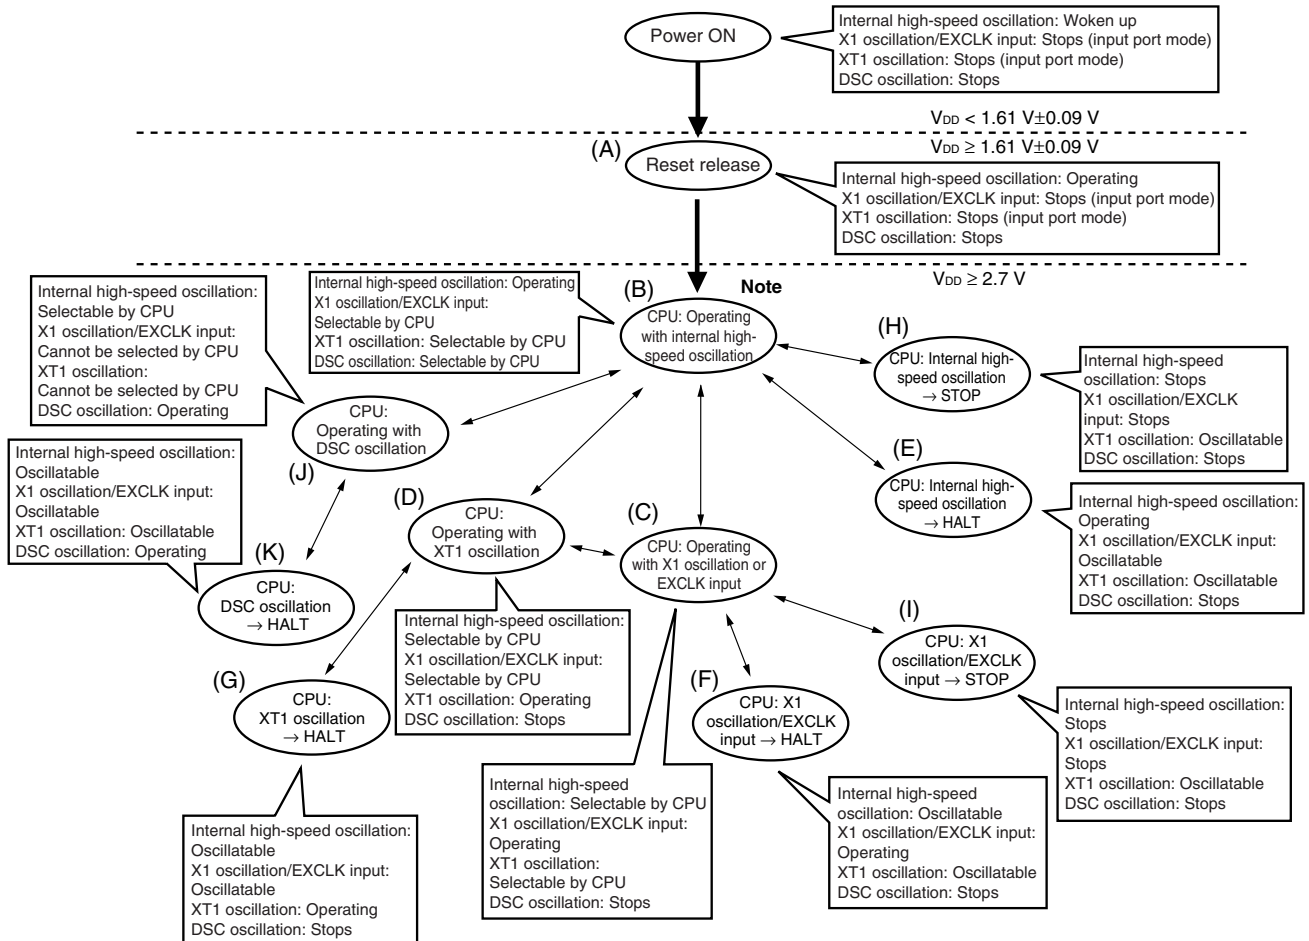 Power ON
Internal high-speed oscillation: Woken up
X1 oscillation/EXCLK input: Stops (input port mode)
XT1 oscillation: Stops (input port mode)
DSC oscillation: Stops
VDD < 1.61 V±0.09 V
VDD ≥ 1.61 V±0.09 V
(A)
Reset release
Internal high-speed oscillation: Operating
X1 oscillation/EXCLK input: Stops (input port mode)
XT1 oscillation: Stops (input port mode)
DSC oscillation: Stops
VDD ≥ 2.7 V
Internal high-speed oscillation:
Selectable by CPU
X1 oscillation/EXCLK input:
Cannot be selected by CPU
XT1 oscillation:
Cannot be selected by CPU
DSC oscillation: Operating
Internal high-speed oscillation: Operating
X1 oscillation/EXCLK input:
Selectable by CPU
XT1 oscillation: Selectable by CPU
DSC oscillation: Selectable by CPU
(B)
Note
CPU: Operating
with internal high-
speed oscillation
(H)
CPU: Internal high-
speed oscillation
→ STOP
Internal high-speed
oscillation: Stops
X1 oscillation/EXCLK
input: Stops
XT1 oscillation: Oscillatable
DSC oscillation: Stops
CPU:
Operating with
DSC oscillation
(J)
Internal high-speed oscillation:
Oscillatable
X1 oscillation/EXCLK input:
Oscillatable
XT1 oscillation: Oscillatable
DSC oscillation: Operating
(E)
CPU: Internal high-
speed oscillation
→ HALT
Internal high-speed oscillation:
Operating
X1 oscillation/EXCLK input:
Oscillatable
XT1 oscillation: Oscillatable
DSC oscillation: Stops
(D)
CPU:
Operating with
XT1 oscillation
(C)
CPU: Operating
with X1 oscillation or
EXCLK input
(K)
CPU:
DSC oscillation
→ HALT
Internal high-speed oscillation:
Selectable by CPU
X1 oscillation/EXCLK input:
Selectable by CPU
XT1 oscillation: Operating
DSC oscillation: Stops
(I)
CPU: X1
oscillation/EXCLK
input → STOP
(G)
CPU:
XT1 oscillation
→ HALT
(F)
CPU: X1
oscillation/EXCLK
input → HALT
Internal high-speed oscillation:
Stops
X1 oscillation/EXCLK input:
Stops
XT1 oscillation: Oscillatable
DSC oscillation: Stops
Internal high-speed
oscillation: Selectable by CPU
X1 oscillation/EXCLK input:
Operating
XT1 oscillation:
Selectable by CPU
DSC oscillation: Stops
Internal high-speed
oscillation: Oscillatable
X1 oscillation/EXCLK input:
Operating
XT1 oscillation: Oscillatable
DSC oscillation: Stops
Internal high-speed oscillation:
Oscillatable
X1 oscillation/EXCLK input:
Oscillatable
XT1 oscillation: Operating
DSC oscillation: Stops